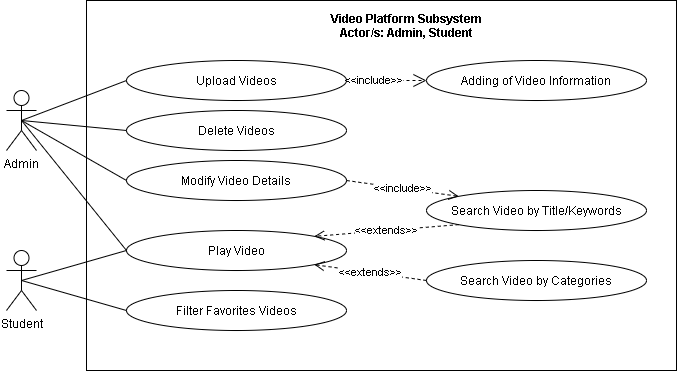 Video Platform Subsystem
Actor/s: Admin, Student
Upload Videos
<<include>>
Adding of Video Information
Delete Videos
Admin
Modify Video Details
<<include>>
Search Video by Title/Keywords
<<extends>>
Play Video
<<extends>>
Search Video by Categories
Student
Filter Favorites Videos